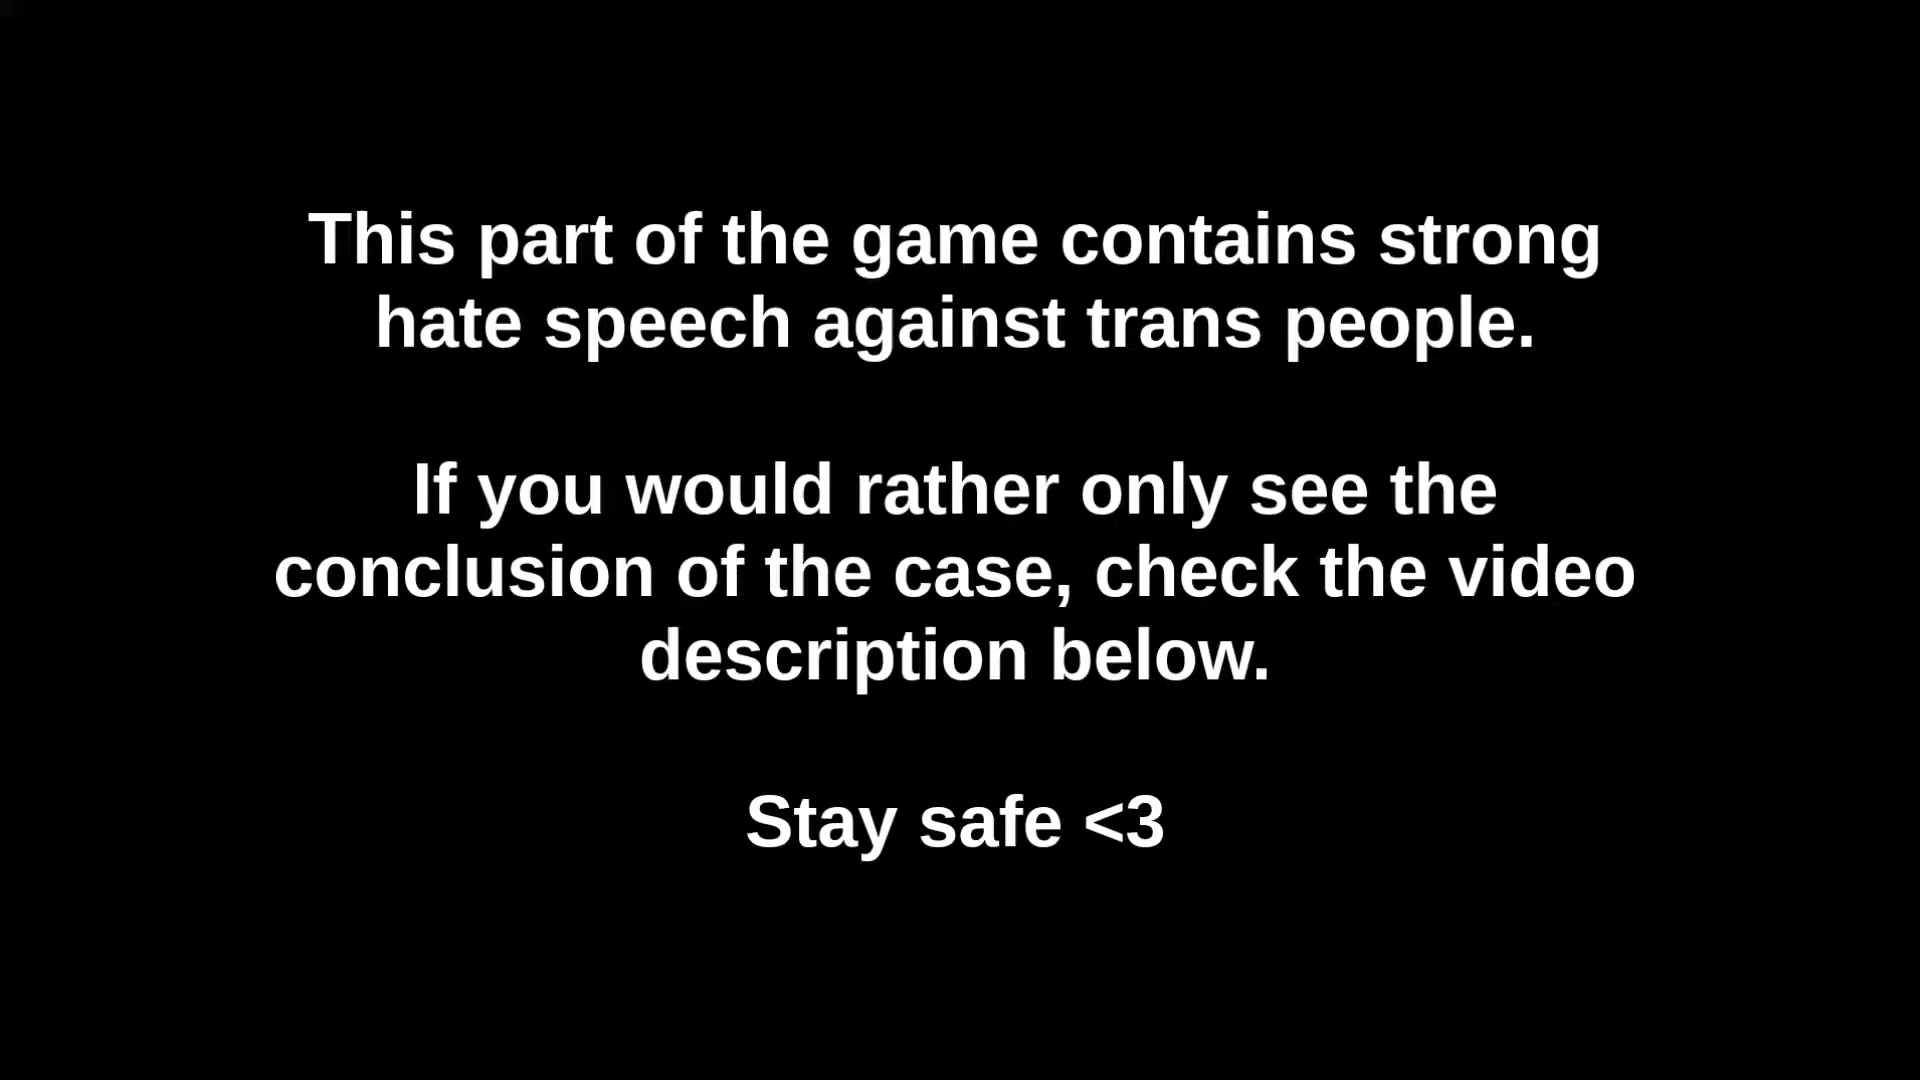 This part of the game contains strong
hate speech against trans people.
If you would rather only see the
conclusion of the case, check the video
description below.
Stay safe <3